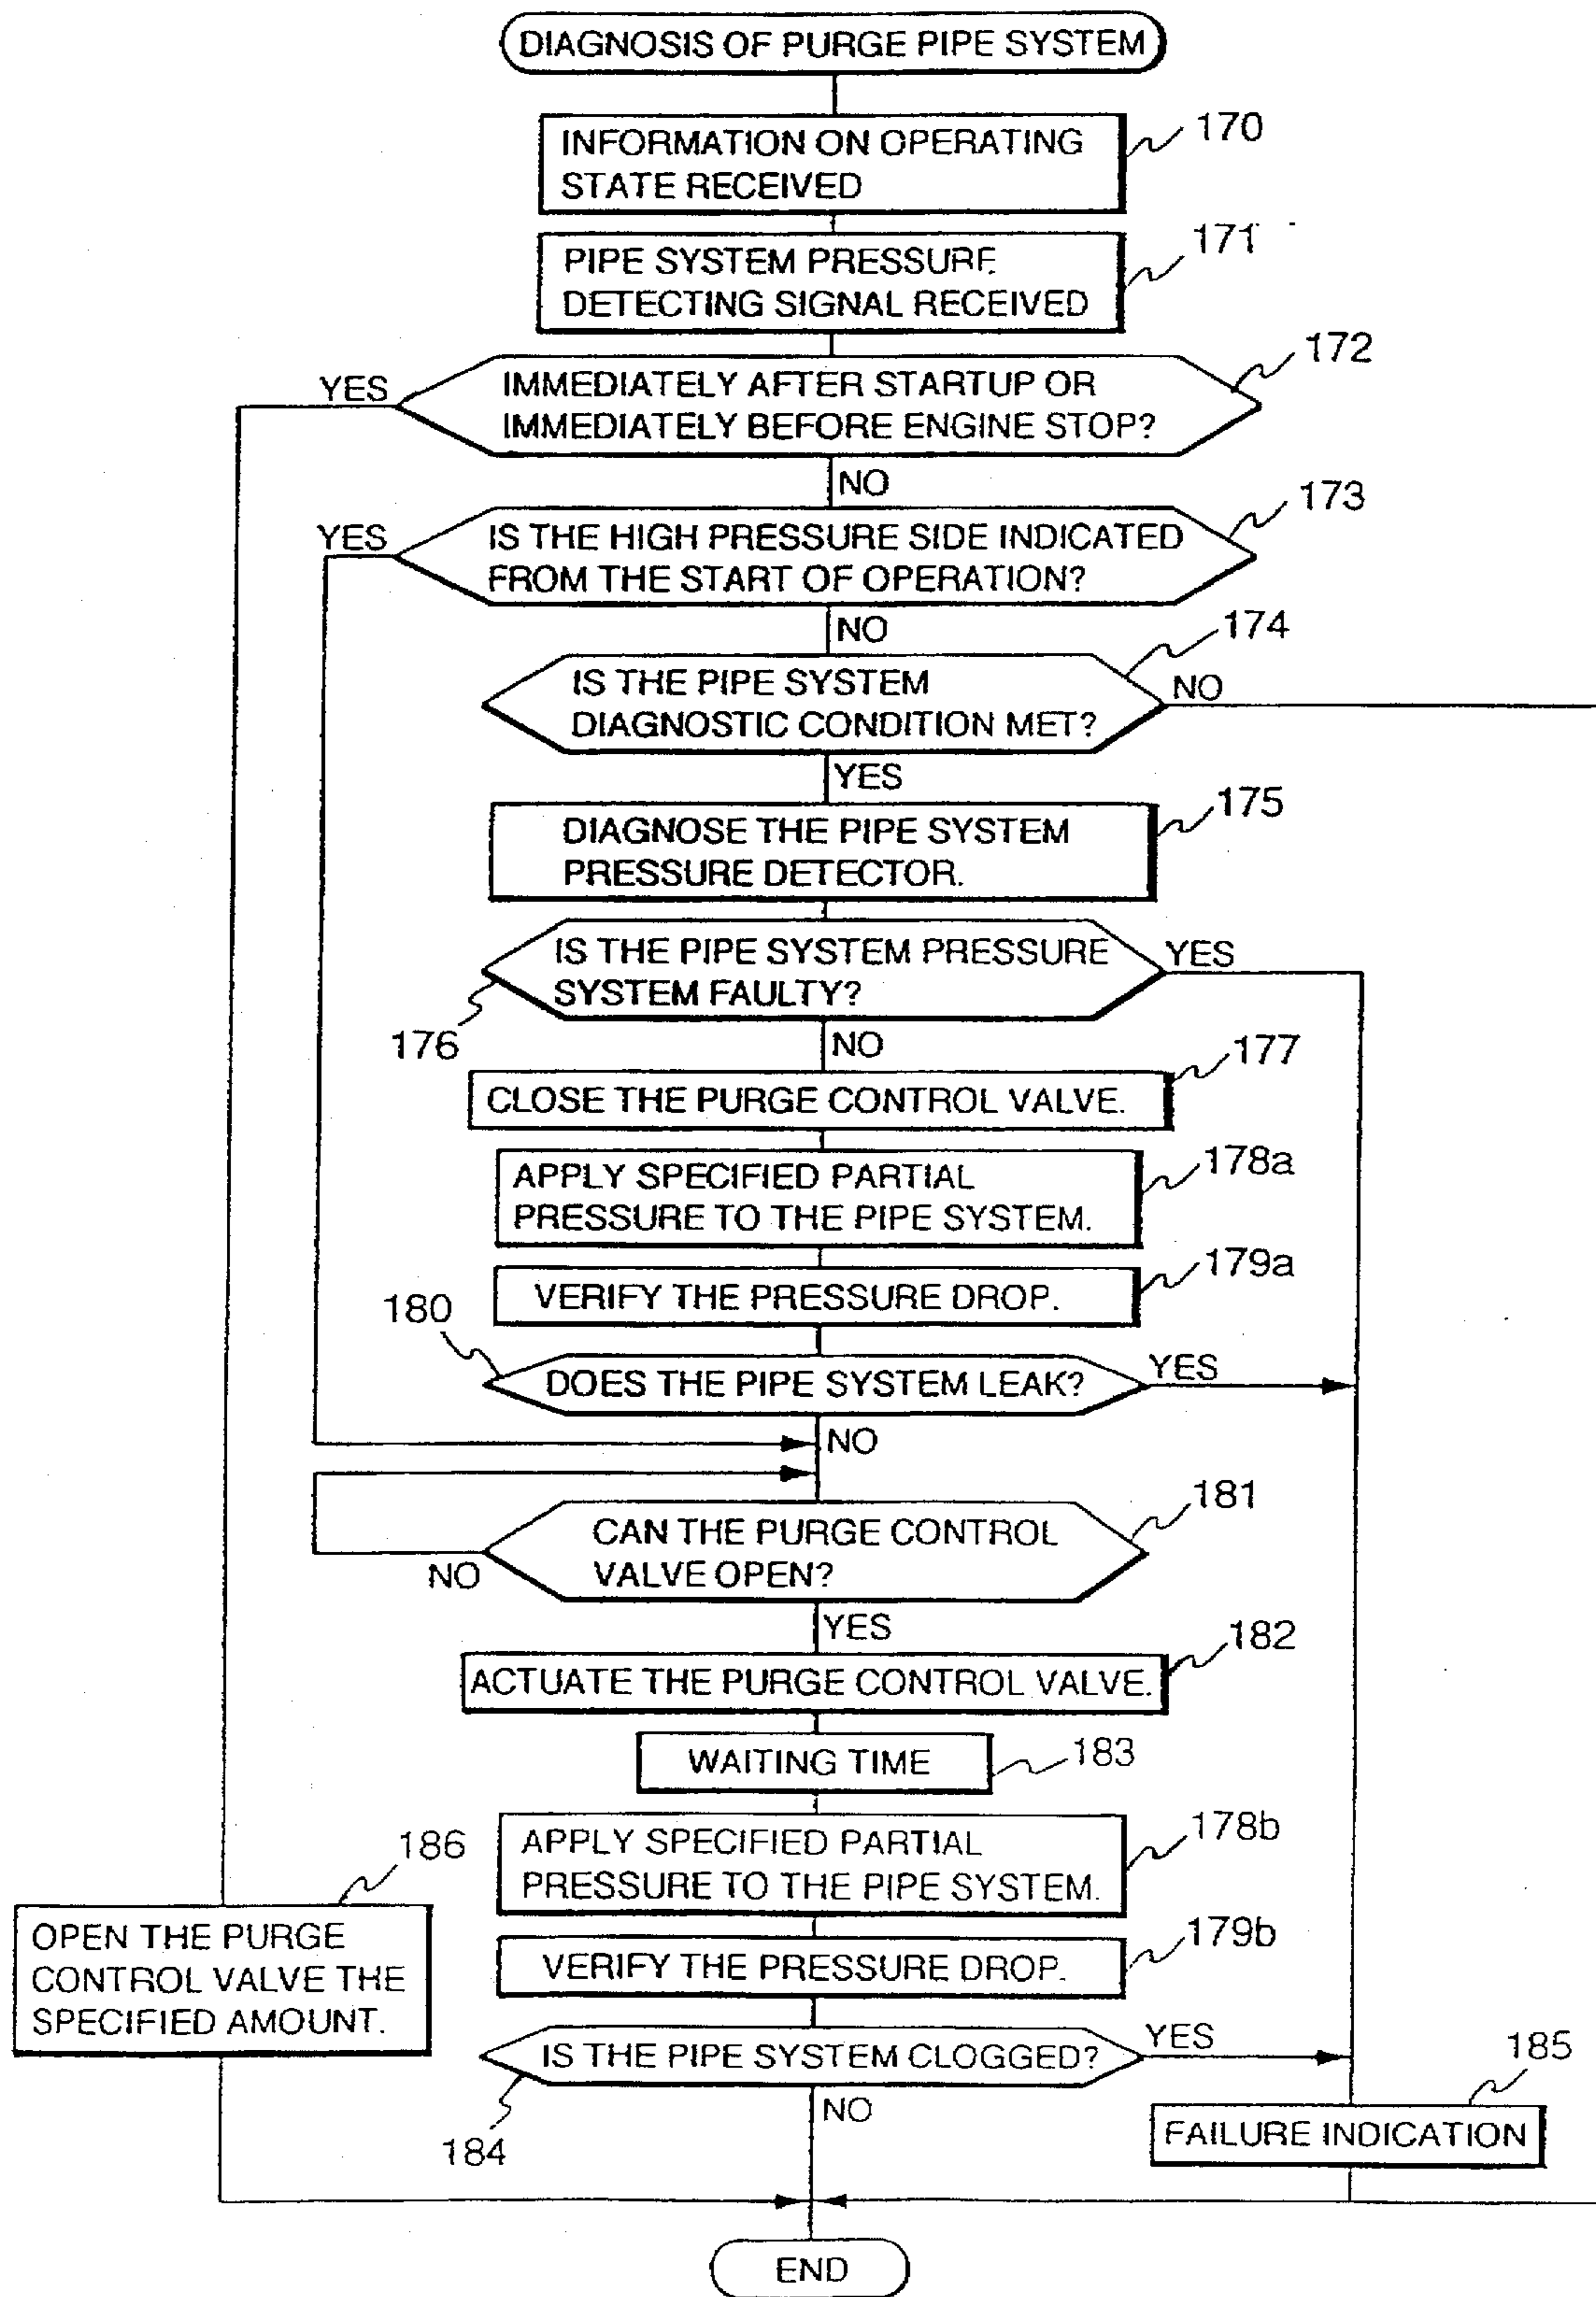 DIAGNOSIS OF PURGE PIPE SYSTEM
INFORMATION ON OPERATING
STATE RECEIVED
170
PIPE SYSTEM PRESSURE
DETECTING SIGNAL RECEIVED
171
172
YES
IMMEDIATELY AFTER STARTUP OR
IMMEDIATELY BEFORE ENGINE STOP?
NO
173
YES
IS THE HIGH PRESSURE SIDE INDICATED
FROM THE START OF OPERATION?
NO
174
IS THE PIPE SYSTEM
DIAGNOSTIC CONDITION MET?
NO
YES
175
DIAGNOSE THE PIPE SYSTEM
PRESSURE DETECTOR.
IS THE PIPE SYSTEM PRESSURE
SYSTEM FAULTY?
YES
176
NO
177
CLOSE THE PURGE CONTROL VALVE.
178a
APPLY SPECIFIED PARTIAL
PRESSURE TO THE PIPE SYSTEM.
179a
VERIFY THE PRESSURE DROP.
180
DOES THE PIPE SYSTEM LEAK?
YES
NO
181
CAN THE PURGE CONTROL
VALVE OPEN?
NO
YES
182
ACTUATE THE PURGE CONTROL VALVE.
WAITING TIME
183
178b
APPLY SPECIFIED PARTIAL
PRESSURE TO THE PIPE SYSTEM.
186
OPEN THE PURGE
CONTROL VALVE THE
SPECIFIED AMOUNT.
179b
VERIFY THE PRESSURE DROP.
IS THE PIPE SYSTEM CLOGGED?
YES
184
NO
185
FAILURE INDICATION
END